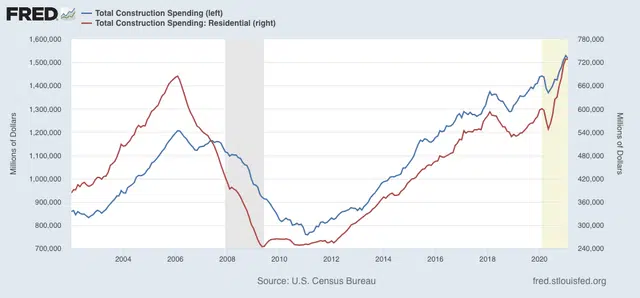 FRED
Total Construction Spending (left)
Total Construction Spending: Residential (right)
1,600,000
1,500,000
1,400,000
1,300,000
1,200,000
1,100,000
1,000,000
900,000
800,000
700,000
Millions of Dollars
780,000
720,000
660,000
600,000
540,000
480,000
420,000
360,000
300,000
240,000
Millions of Dollars
2004 2006 2008 2010 2012 2014 2016 2018 2020
Source: U.S. Census Bureau
fred.stlouisfed.org